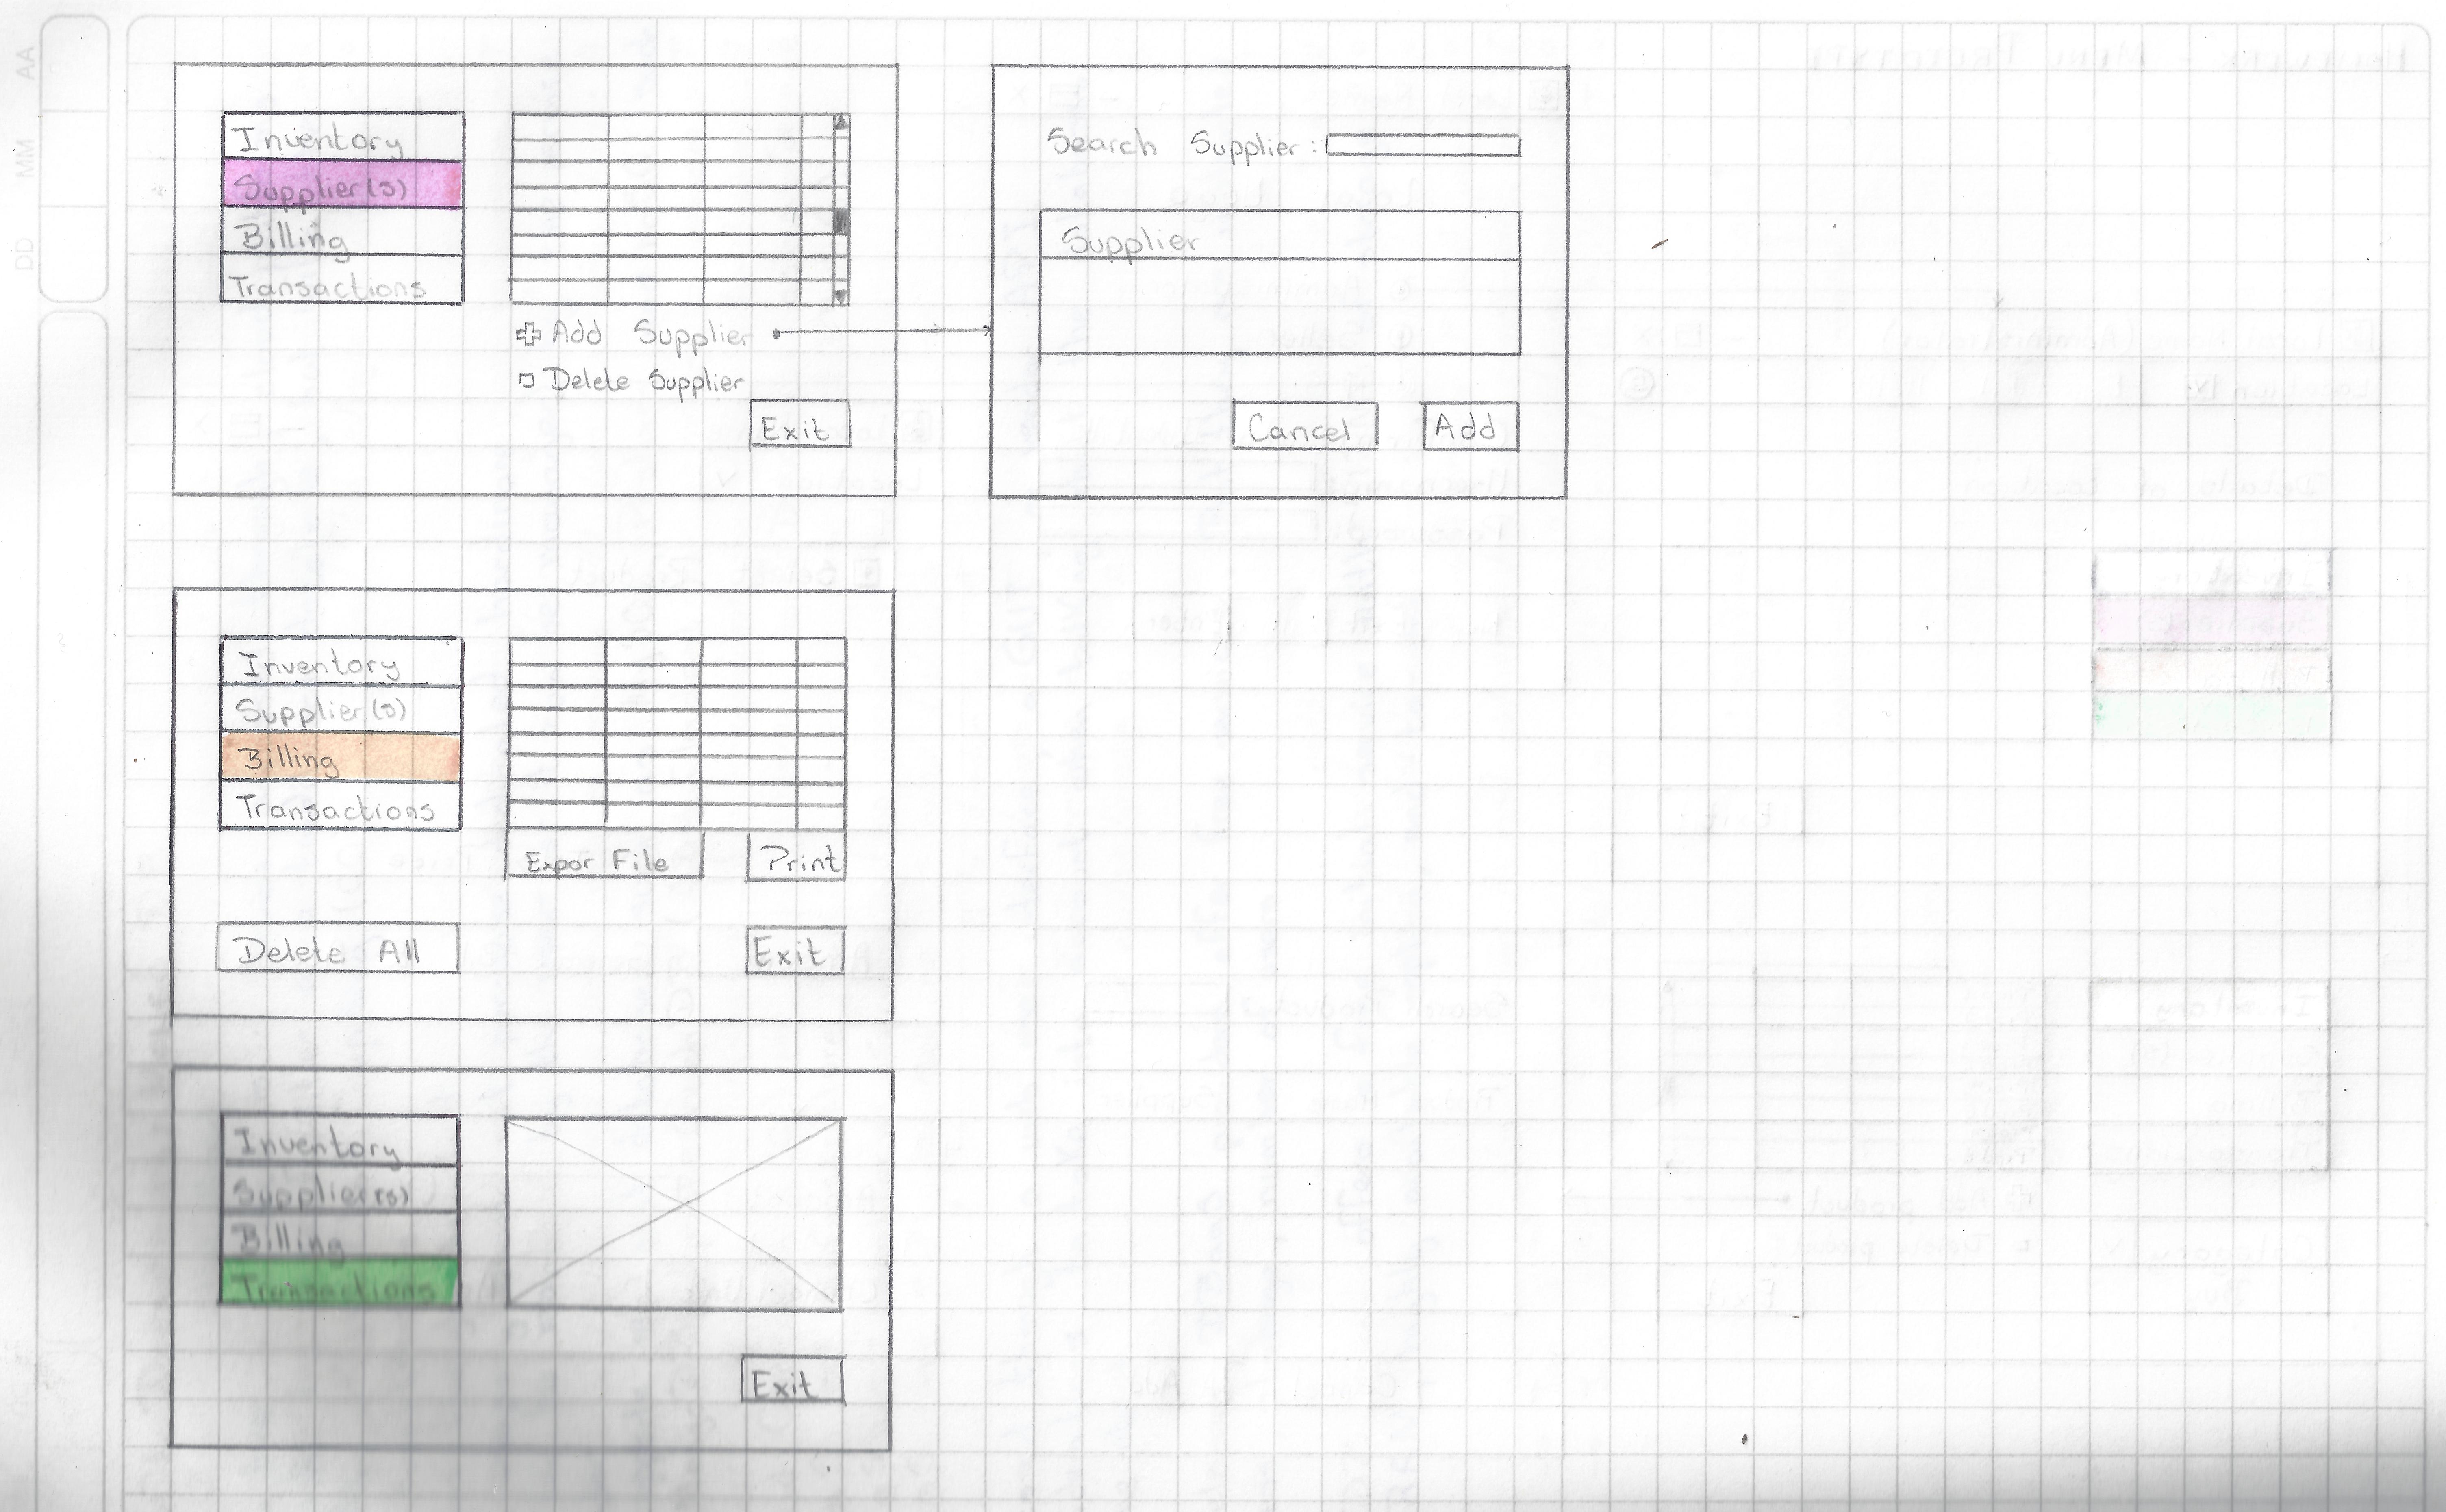 Inventory
Supplier(s)
Billing
Transactions
Add Supplier
Delete Supplier
Exit
Search Supplier:
Supplier
Cancel Add
Inventory
Supplier(s)
Billing
Transactions
Expor File Print
Delete All Exit
Inventory
Supplier(s)
Billing
Transactions
Exit
AA
MM
DD